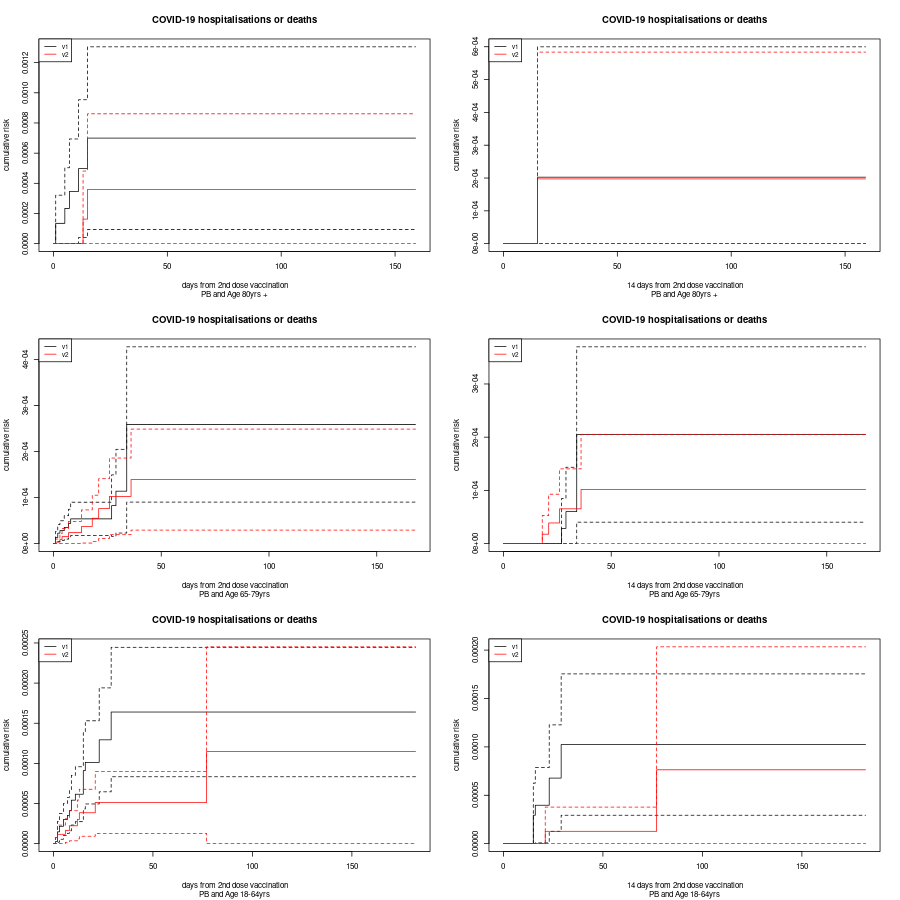 COVID-19 hospitalisations or deaths
v1
v2
cumulative risk
0.0000
0.0002
0.0004
0.0006
0.0008
0.0010
0.0012
0
50
100
150
days from 2nd dose vaccination
PB and Age 80yrs +
COVID-19 hospitalisations or deaths
v1
v2
cumulative risk
0e+00
1e-04
2e-04
3e-04
4e-04
5e-04
6e-04
0
50
100
150
14 days from 2nd dose vaccination
PB and Age 80yrs +
COVID-19 hospitalisations or deaths
v1
v2
cumulative risk
0e+00
1e-04
2e-04
3e-04
4e-04
0
50
100
150
days from 2nd dose vaccination
PB and Age 65-79yrs
COVID-19 hospitalisations or deaths
v1
v2
cumulative risk
0e+00
1e-04
2e-04
3e-04
0
50
100
150
14 days from 2nd dose vaccination
PB and Age 65-79yrs
COVID-19 hospitalisations or deaths
v1
v2
cumulative risk
0.00000
0.00005
0.00010
0.00015
0.00020
0.00025
0
50
100
150
days from 2nd dose vaccination
PB and Age 18-64yrs
COVID-19 hospitalisations or deaths
v1
v2
cumulative risk
0.00000
0.00005
0.00010
0.00015
0.00020
0
50
100
150
14 days from 2nd dose vaccination
PB and Age 18-64yrs